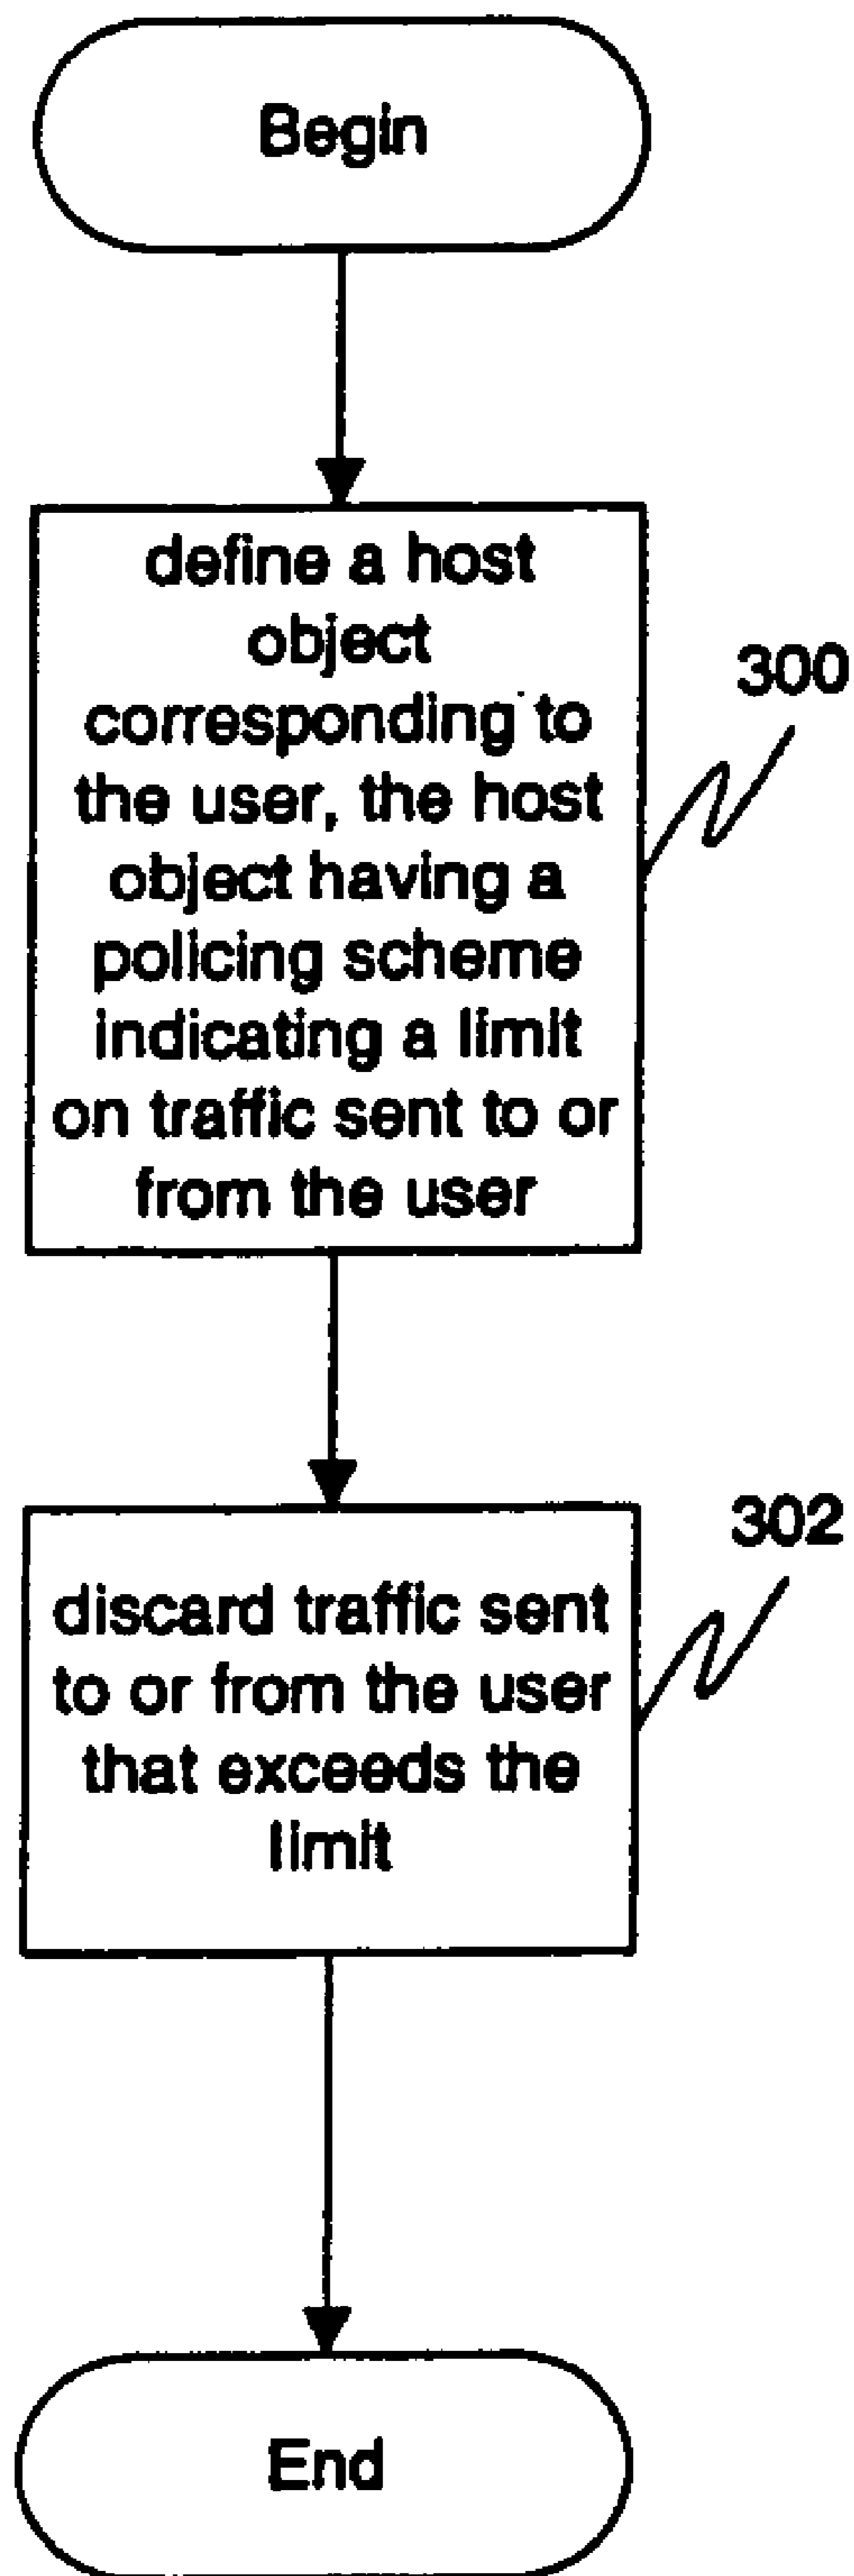 Begin
define a host
object
corresponding to
the user, the host
object having a
policing scheme
indicating a limit
on traffic sent to or
from the user
300
discard traffic sent
to or from the user
that exceeds the
limit
302
End